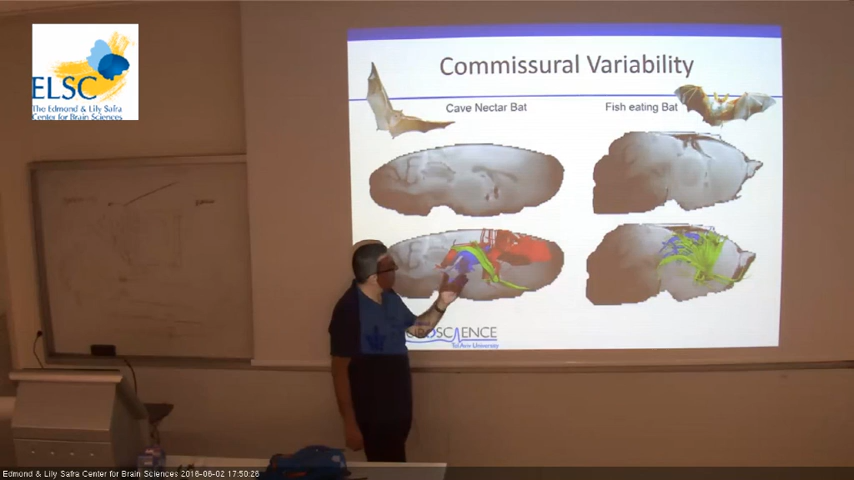 ELSC
The Edmond & Lily Safra
Center for Brain Sciences
Commissural Variability
Cave Nectar Bat
Fish eating Bat
UROSCIENCE
Tel Aviv University
Edmond & Lily Safra Center for Brain Sciences 2016-06-02 17:50:26